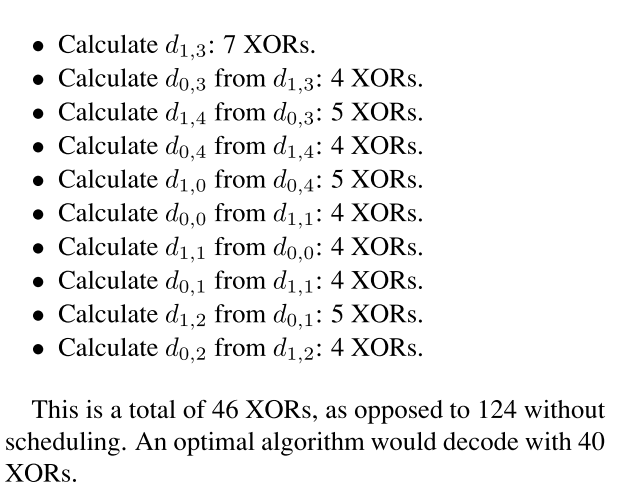 • Calculate d1,3: 7 XORs.
• Calculate d0,3 from d1,3: 4 XORs.
• Calculate d1,4 from d0,3: 5 XORs.
• Calculate d0,4 from d1,4: 4 XORs.
• Calculate d1,0 from d0,4: 5 XORs.
• Calculate d0,0 from d1,1: 4 XORs.
• Calculate d1,1 from d0,0: 4 XORs.
• Calculate d0,1 from d1,1: 4 XORs.
• Calculate d1,2 from d0,1: 5 XORs.
• Calculate d0,2 from d1,2: 4 XORs.
This is a total of 46 XORs, as opposed to 124 without
scheduling. An optimal algorithm would decode with 40
XORs.